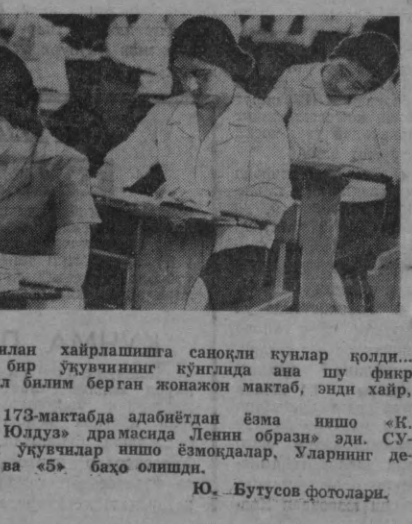 илан хайрлашишга саноқли кунлар қолди...
бир ўқувчининг кўнглида ана шу фикр
л билим берган жонажон мактаб, энди хайр,
173-мактабда адабиётдан ёзма иншо «К.
Юлдуз» драмасида Ленин образи» эди. СУ-
ўқувчилар иншо ёзмоқдалар. Уларнинг де-
ва «5» баҳо олишди.
Ю. Бутусов фотолари.